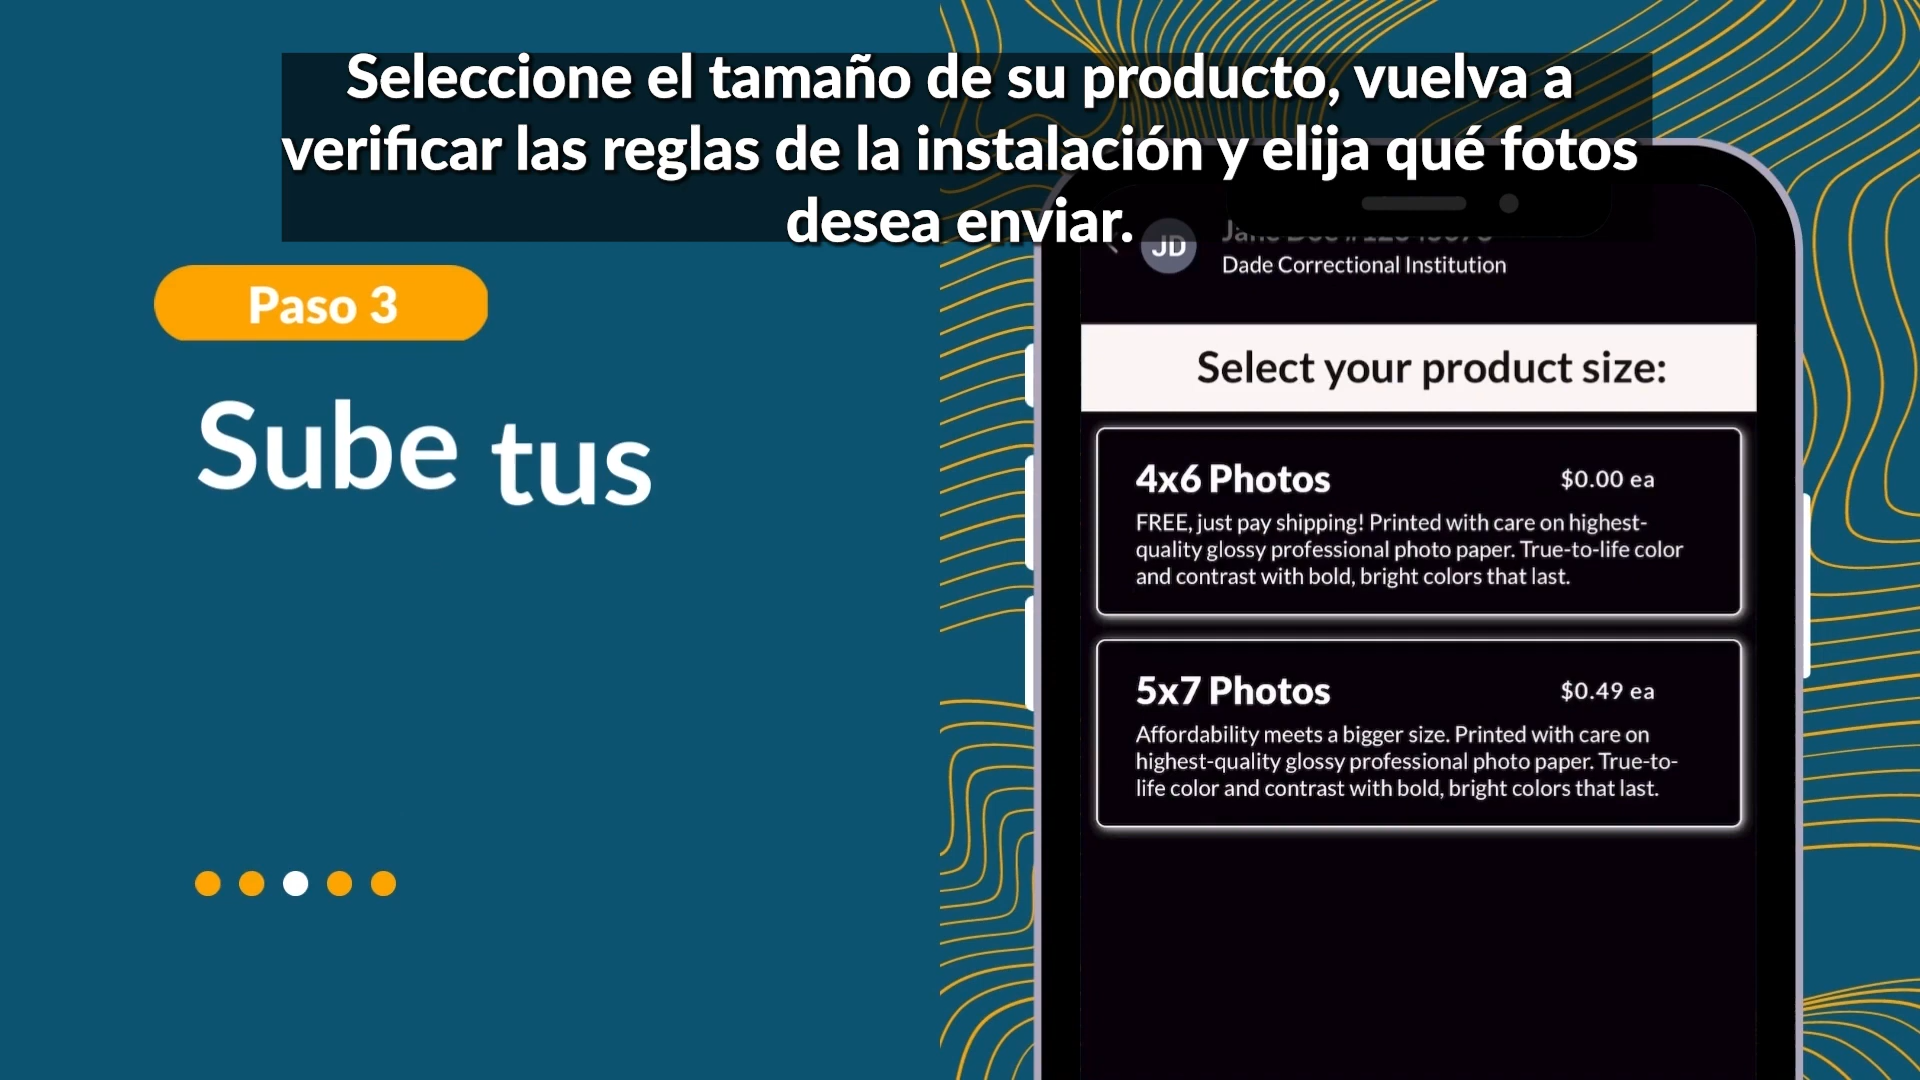 Seleccione el tamaño de su producto, vuelva a
verificar las reglas de la instalación y elija qué fotos
desea enviar.
Paso 3
Sube tus
JD
Dade Correctional Institution
Select your product size:
4x6 Photos
$0.00 ea
FREE, just pay shipping! Printed with care on highest-
quality glossy professional photo paper. True-to-life color
and contrast with bold, bright colors that last.
5x7 Photos
$0.49 ea
Affordability meets a bigger size. Printed with care on
highest-quality glossy professional photo paper. True-to-
life color and contrast with bold, bright colors that last.